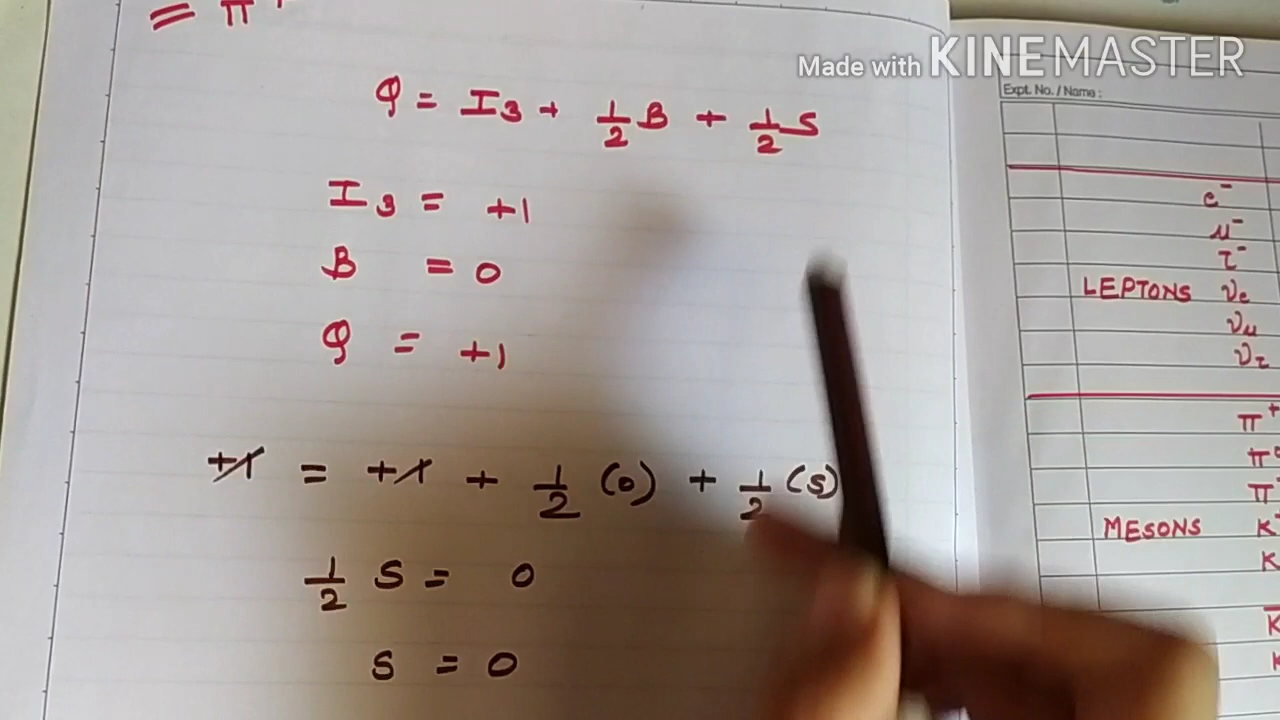 = π+
Made with KINEMASTER
Q = I3 + 1/2 B + 1/2 S
I3 = +1
B = 0
Q = +1
+1 = +1 + 1/2 (0) + 1/2 (S)
1/2 S = 0
S = 0
Expt. No. / Name :
e-
μ-
τ-
LEPTONS νe
νμ
ντ
π+
π0
π-
MESONS K+
K
K̅
K